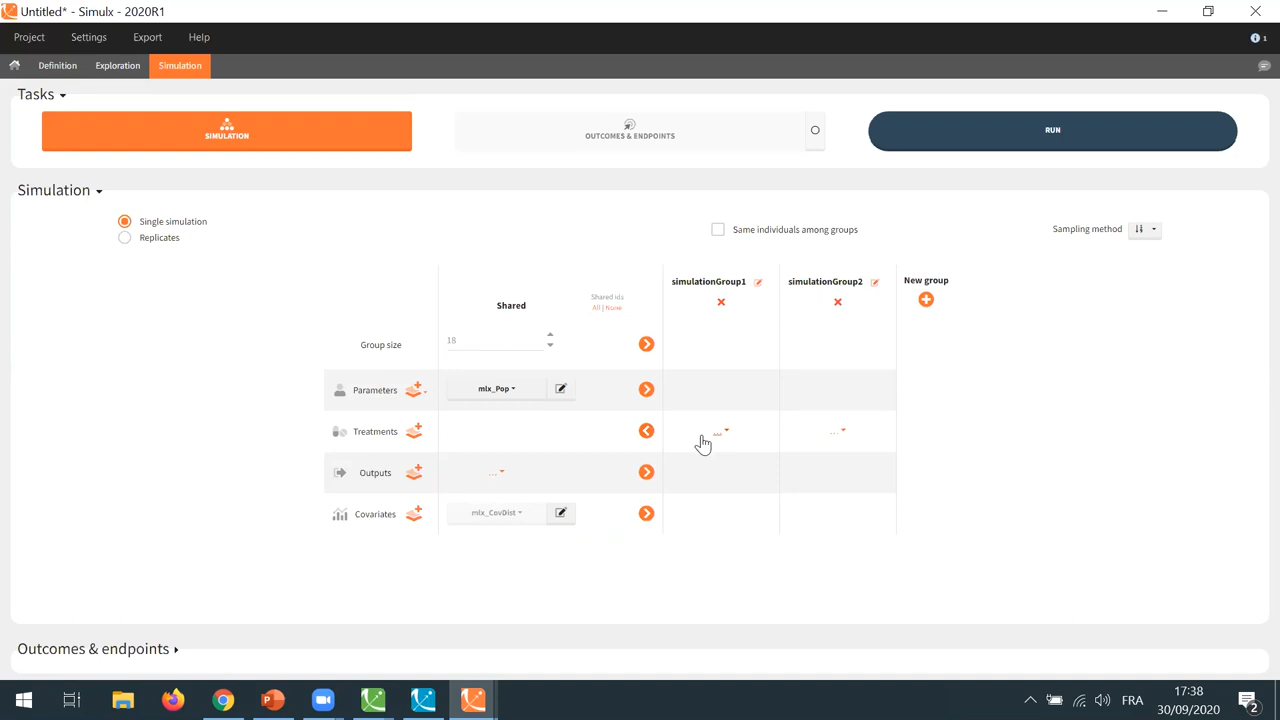 Untitled* - Simulx - 2020R1
Project Settings Export Help
1
Definition Exploration Simulation
Tasks
SIMULATION
OUTCOMES & ENDPOINTS
RUN
Simulation
Single simulation
Replicates
Same individuals among groups
Sampling method
Shared
Shared ids
All | None
simulationGroup1
simulationGroup2
New group
Group size
18
Parameters
mlx_Pop
Treatments
...
...
Outputs
...
Covariates
mlx_CovDist
Outcomes & endpoints
FRA
17:38
30/09/2020
2